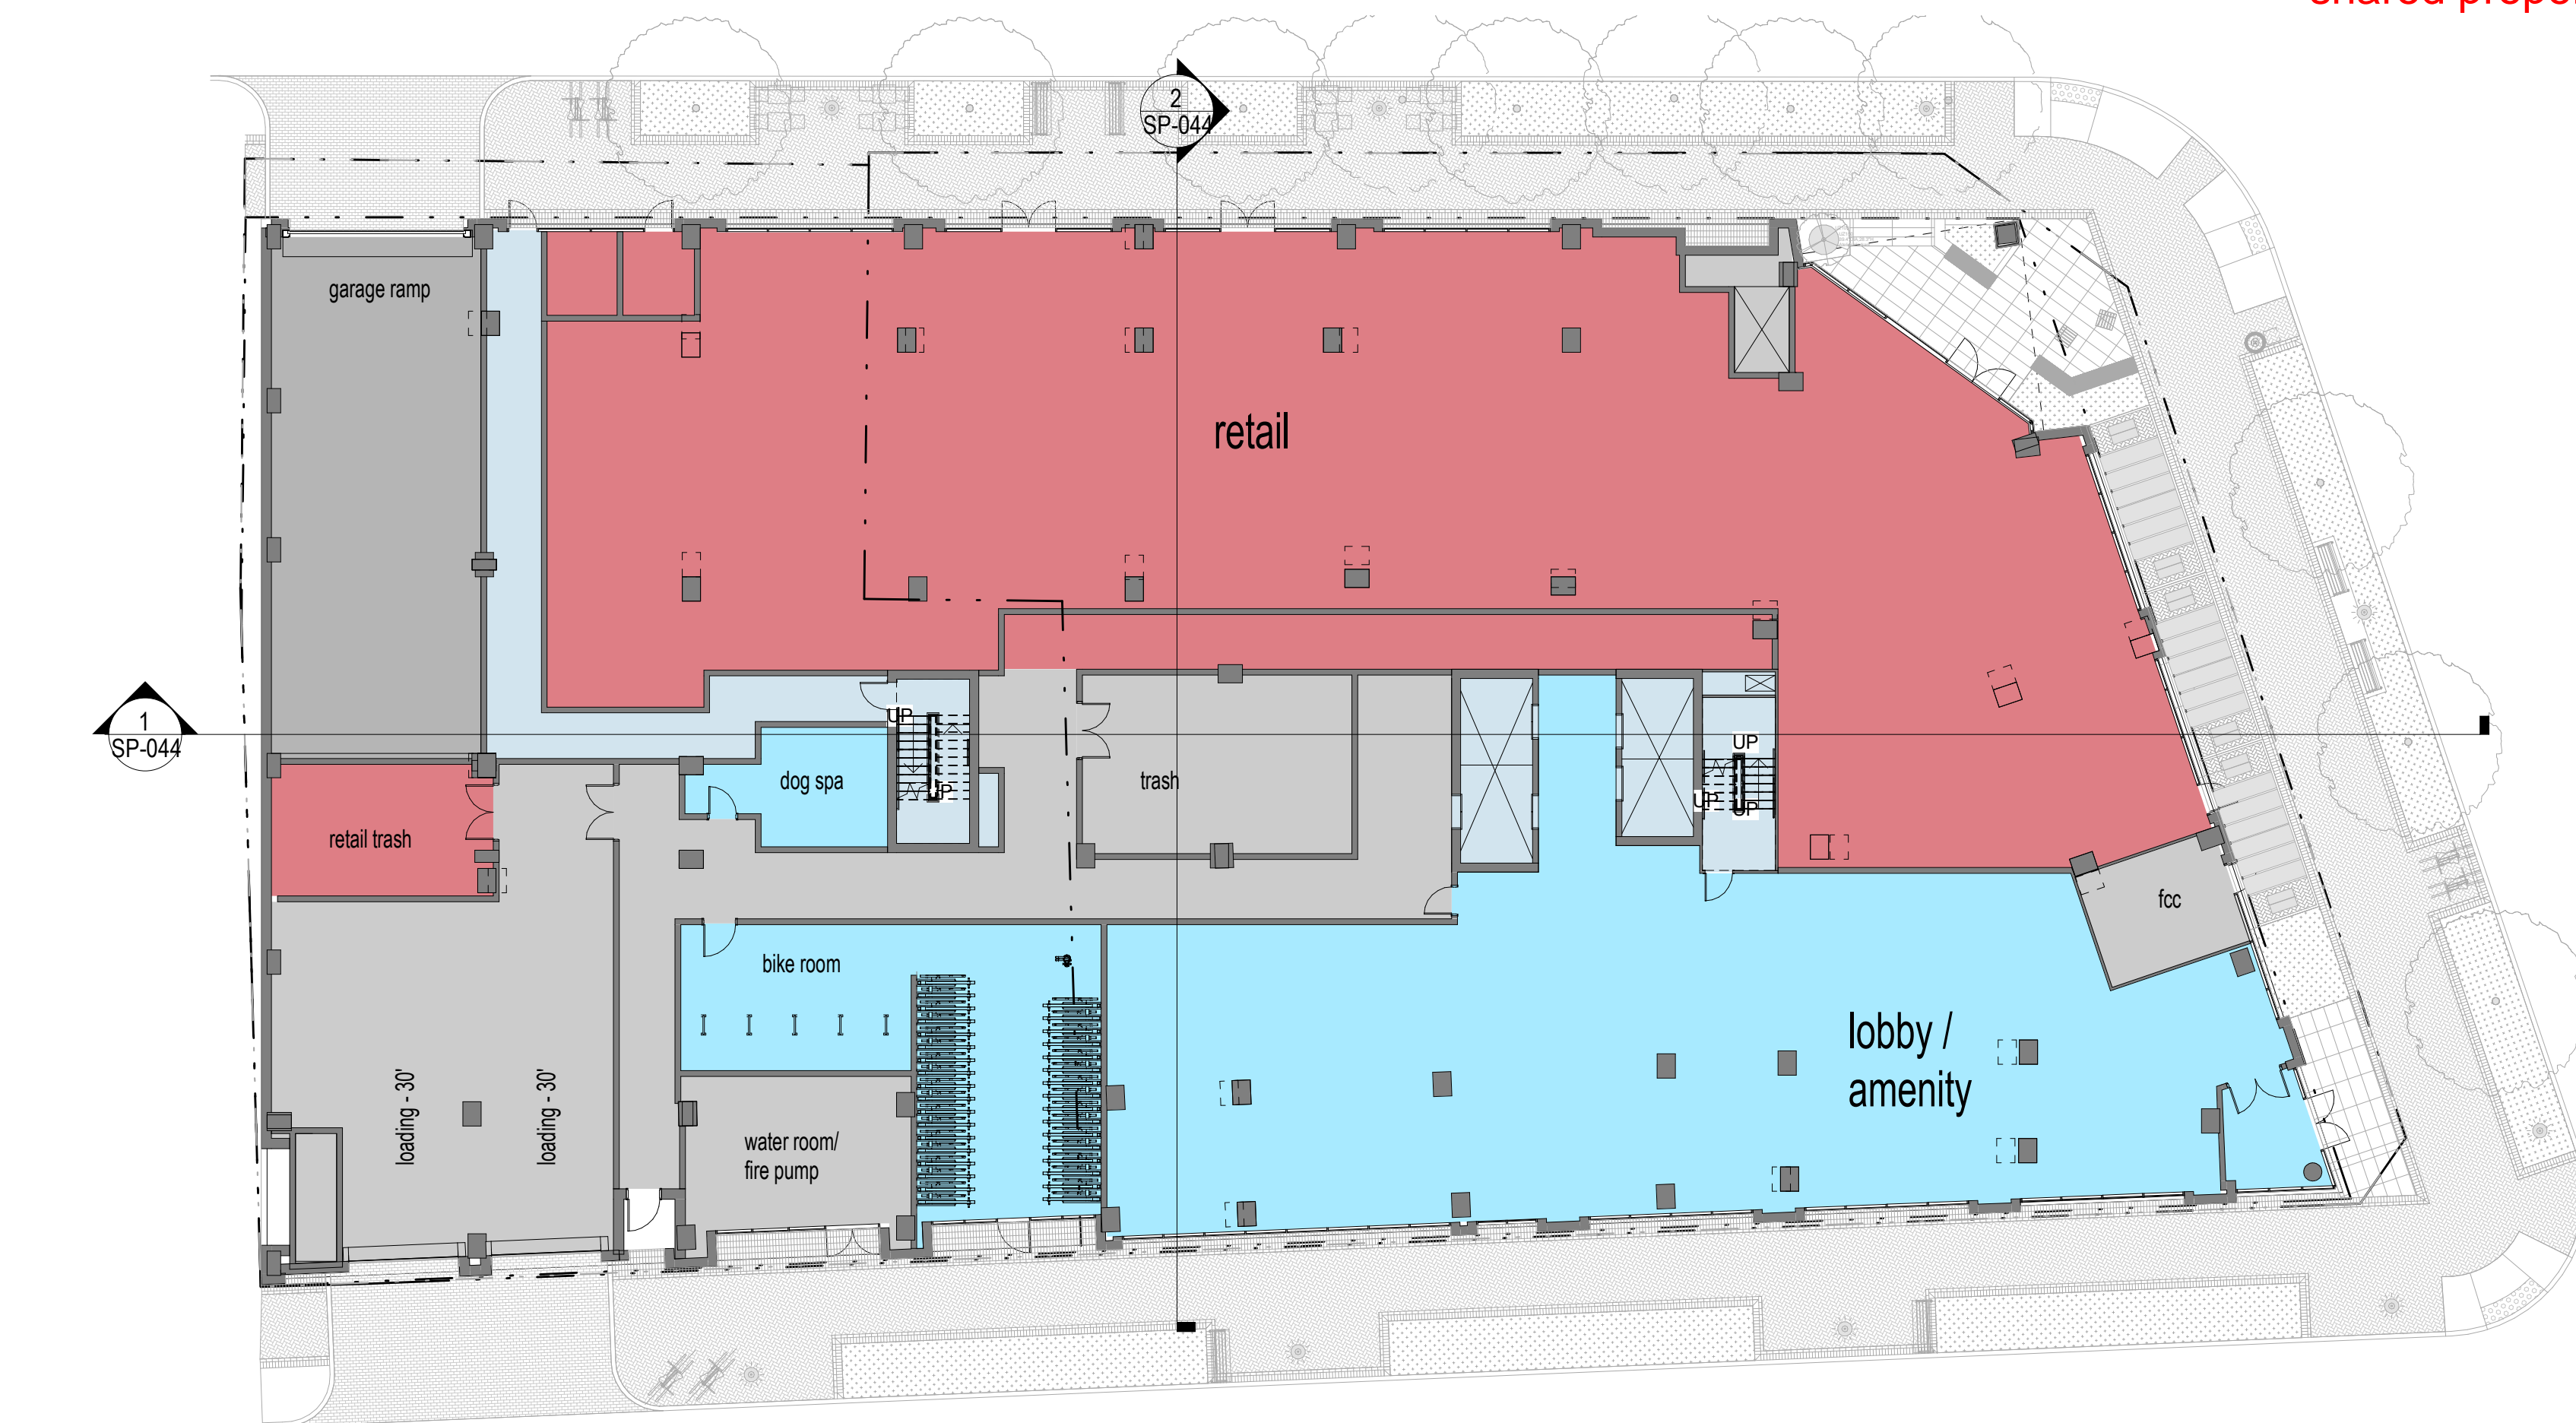 2
SP-044
garage ramp
retail
1
SP-044
UP
UP
dog spa
trash
UP
UP
retail trash
fcc
bike room
lobby /
amenity
loading - 30'
loading - 30'
water room/
fire pump